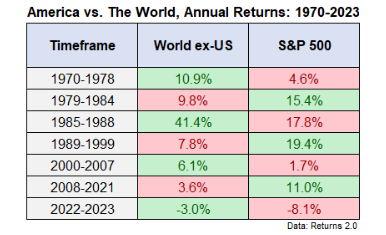 America vs. The World, Annual Returns: 1970-2023
Timeframe World ex-US S&P 500
1970-1978 10.9% 4.6%
1979-1984 9.8% 15.4%
1985-1988 41.4% 17.8%
1989-1999 7.8% 19.4%
2000-2007 6.1% 1.7%
2008-2021 3.6% 11.0%
2022-2023 -3.0% -8.1%
Data: Returns 2.0